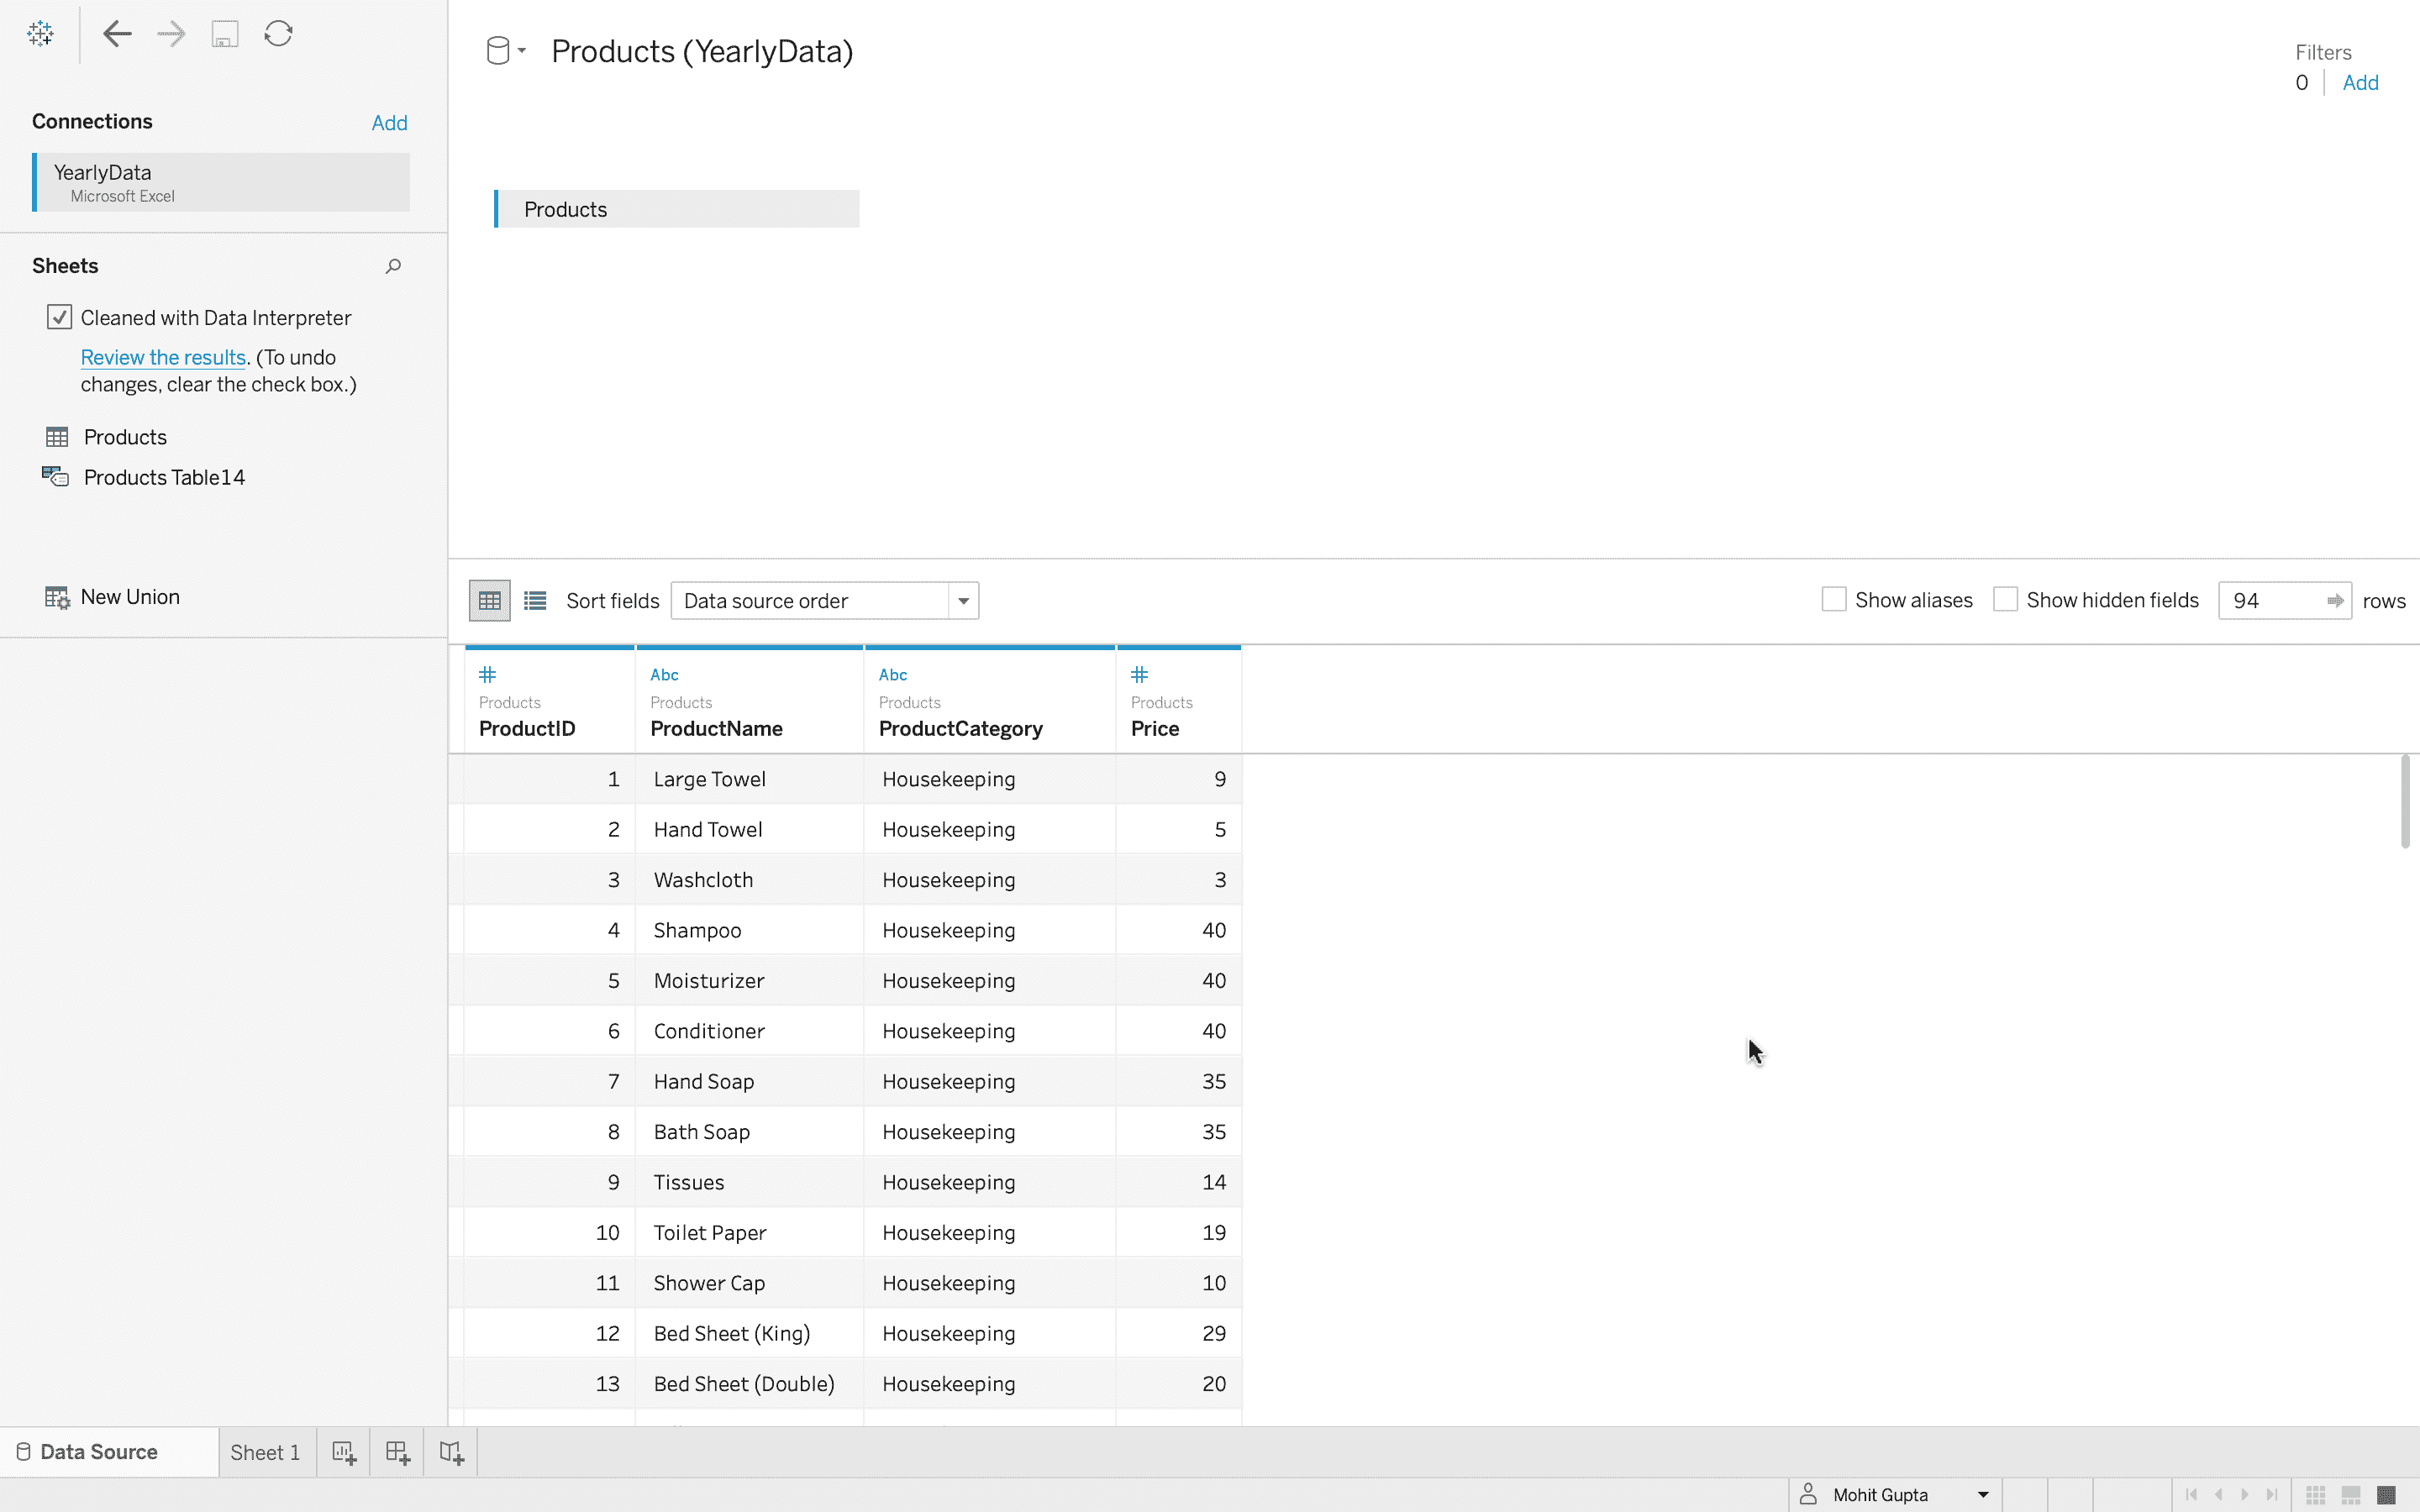 Products (YearlyData)
Filters
0 Add
Connections Add
YearlyData
Microsoft Excel
Products
Sheets
Cleaned with Data Interpreter
Review the results. (To undo
changes, clear the check box.)
Products
Products Table14
New Union
Sort fields Data source order Show aliases Show hidden fields 94 rows
# Abc Abc #
Products Products Products Products
ProductID ProductName ProductCategory Price
1 Large Towel Housekeeping 9
2 Hand Towel Housekeeping 5
3 Washcloth Housekeeping 3
4 Shampoo Housekeeping 40
5 Moisturizer Housekeeping 40
6 Conditioner Housekeeping 40
7 Hand Soap Housekeeping 35
8 Bath Soap Housekeeping 35
9 Tissues Housekeeping 14
10 Toilet Paper Housekeeping 19
11 Shower Cap Housekeeping 10
12 Bed Sheet (King) Housekeeping 29
13 Bed Sheet (Double) Housekeeping 20
Data Source Sheet 1
Mohit Gupta